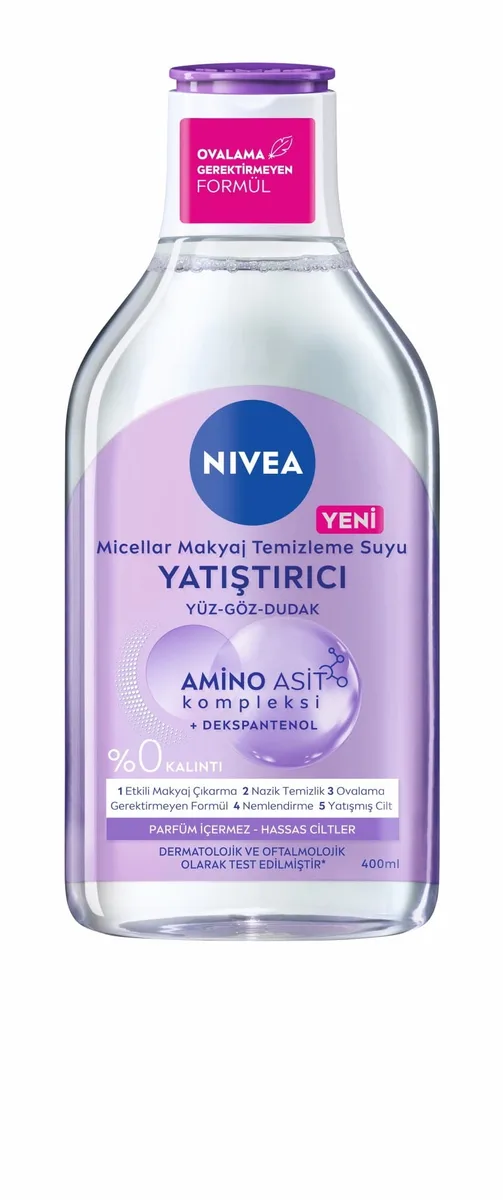 OVALAMA
GEREKTİRMEYEN
FORMÜL
NIVEA
YENİ
Micellar Makyaj Temizleme Suyu
YATIŞTIRICI
YÜZ-GÖZ-DUDAK
AMİNO ASİT
kompleksi
+ DEKSPANTENOL
%0 KALINTI
1 Etkili Makyaj Çıkarma 2 Nazik Temizlik 3 Ovalama
Gerektirmeyen Formül 4 Nemlendirme 5 Yatışmış Cilt
PARFÜM İÇERMEZ - HASSAS CİLTLER
DERMATOLOJİK VE OFTALMOLOJİK
OLARAK TEST EDİLMİŞTİR*
400ml